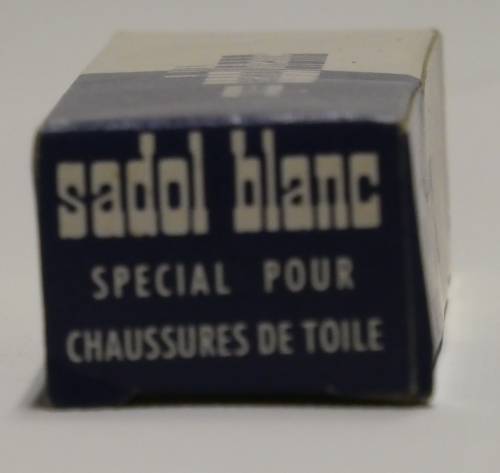 sadol blanc
SPECIAL POUR
CHAUSSURES DE TOILE